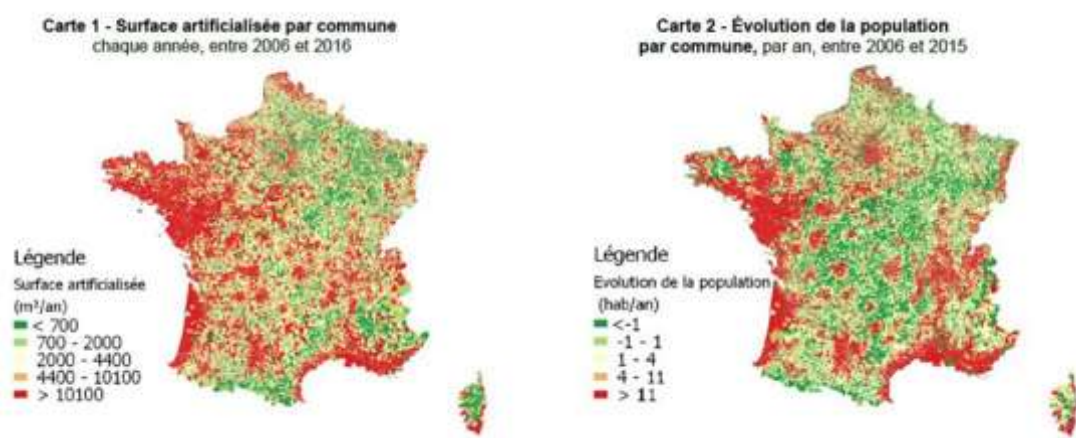 Carte 1 - Surface artificialisée par commune
chaque année, entre 2006 et 2016
Légende
Surface artificialisée
(m²/an)
< 700
700 - 2000
2000 - 4400
4400 - 10100
> 10100
Carte 2 - Évolution de la population
par commune, par an, entre 2006 et 2015
Légende
Evolution de la population
(hab/an)
<-1
-1 - 1
1 - 4
4 - 11
> 11